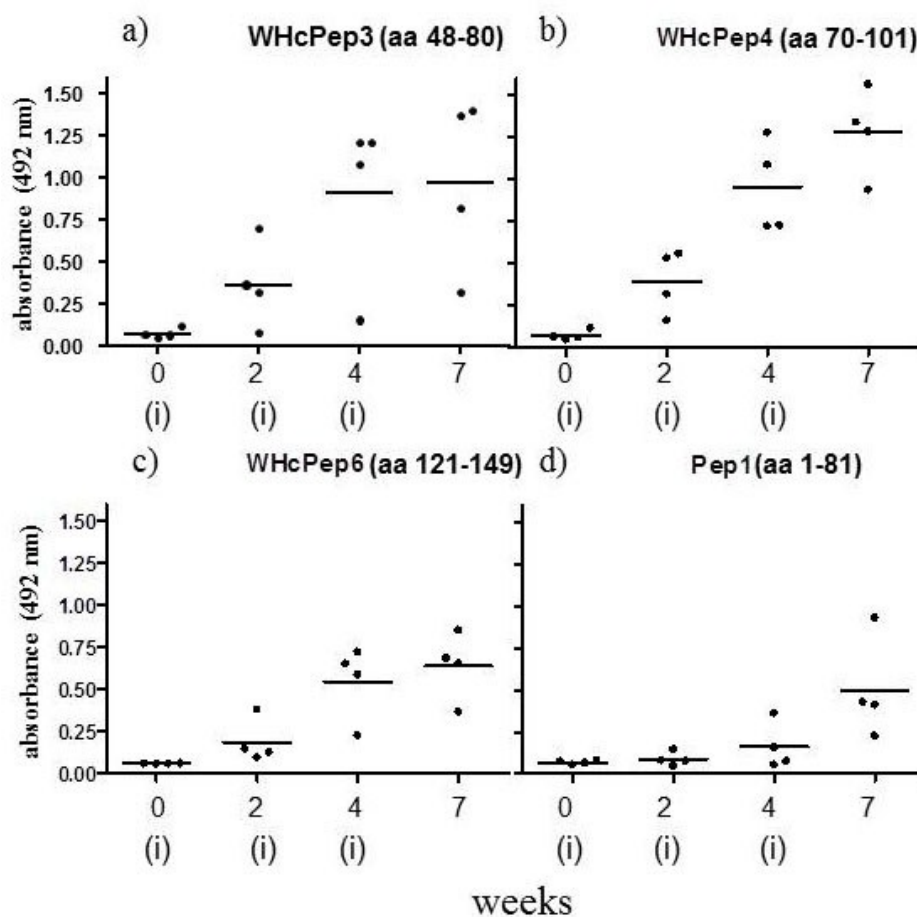 a) WHcPep3 (aa 48-80)
b) WHcPep4 (aa 70-101)
absorbance (492 nm)
1.50
1.25
1.00
0.75
0.50
0.25
0.00
0 2 4 7
(i) (i) (i)
0 2 4 7
(i) (i) (i)
c) WHcPep6 (aa 121-149)
d) Pep1(aa 1-81)
absorbance (492 nm)
1.50
1.25
1.00
0.75
0.50
0.25
0.00
0 2 4 7
(i) (i) (i)
0 2 4 7
(i) (i) (i)
weeks